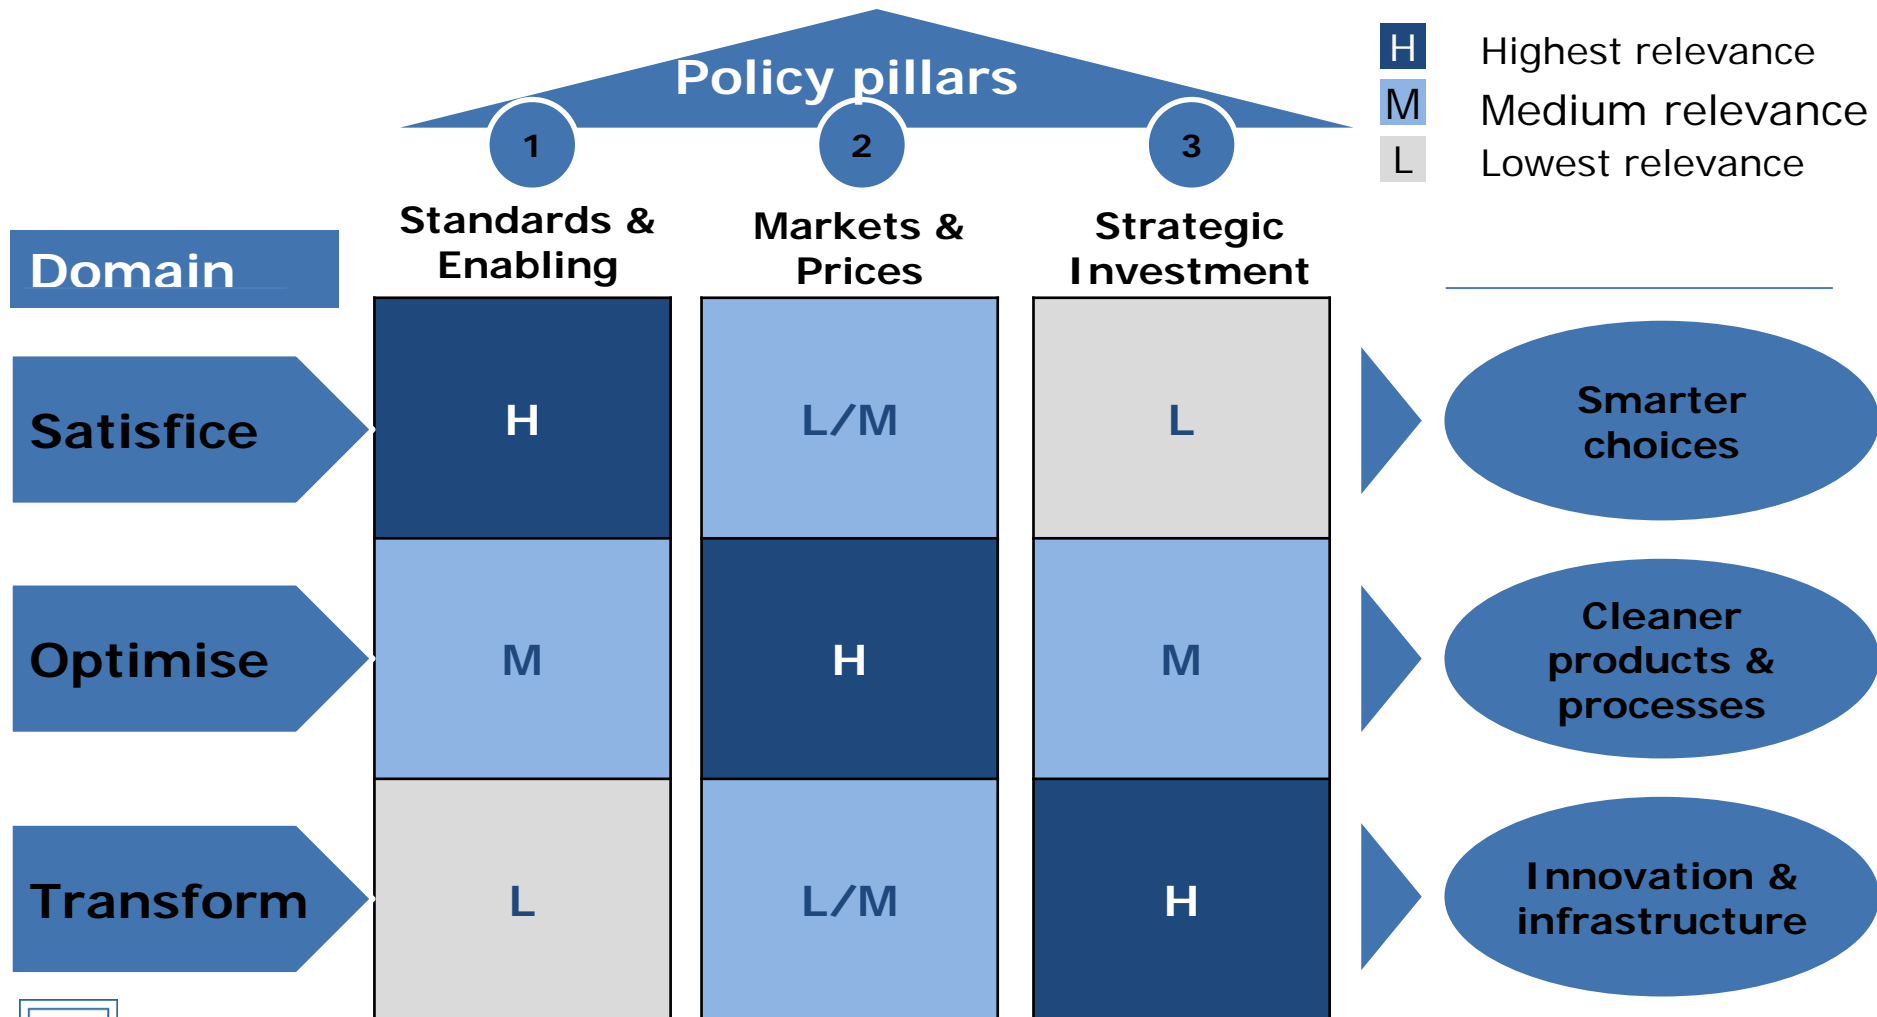 Policy pillars
H Highest relevance
M Medium relevance
L Lowest relevance
1
2
3
Standards &
Enabling
Markets &
Prices
Strategic
Investment
Domain
Satisfice
H
L/M
L
Smarter
choices
Optimise
M
H
M
Cleaner
products &
processes
Transform
L
L/M
H
Innovation &
infrastructure